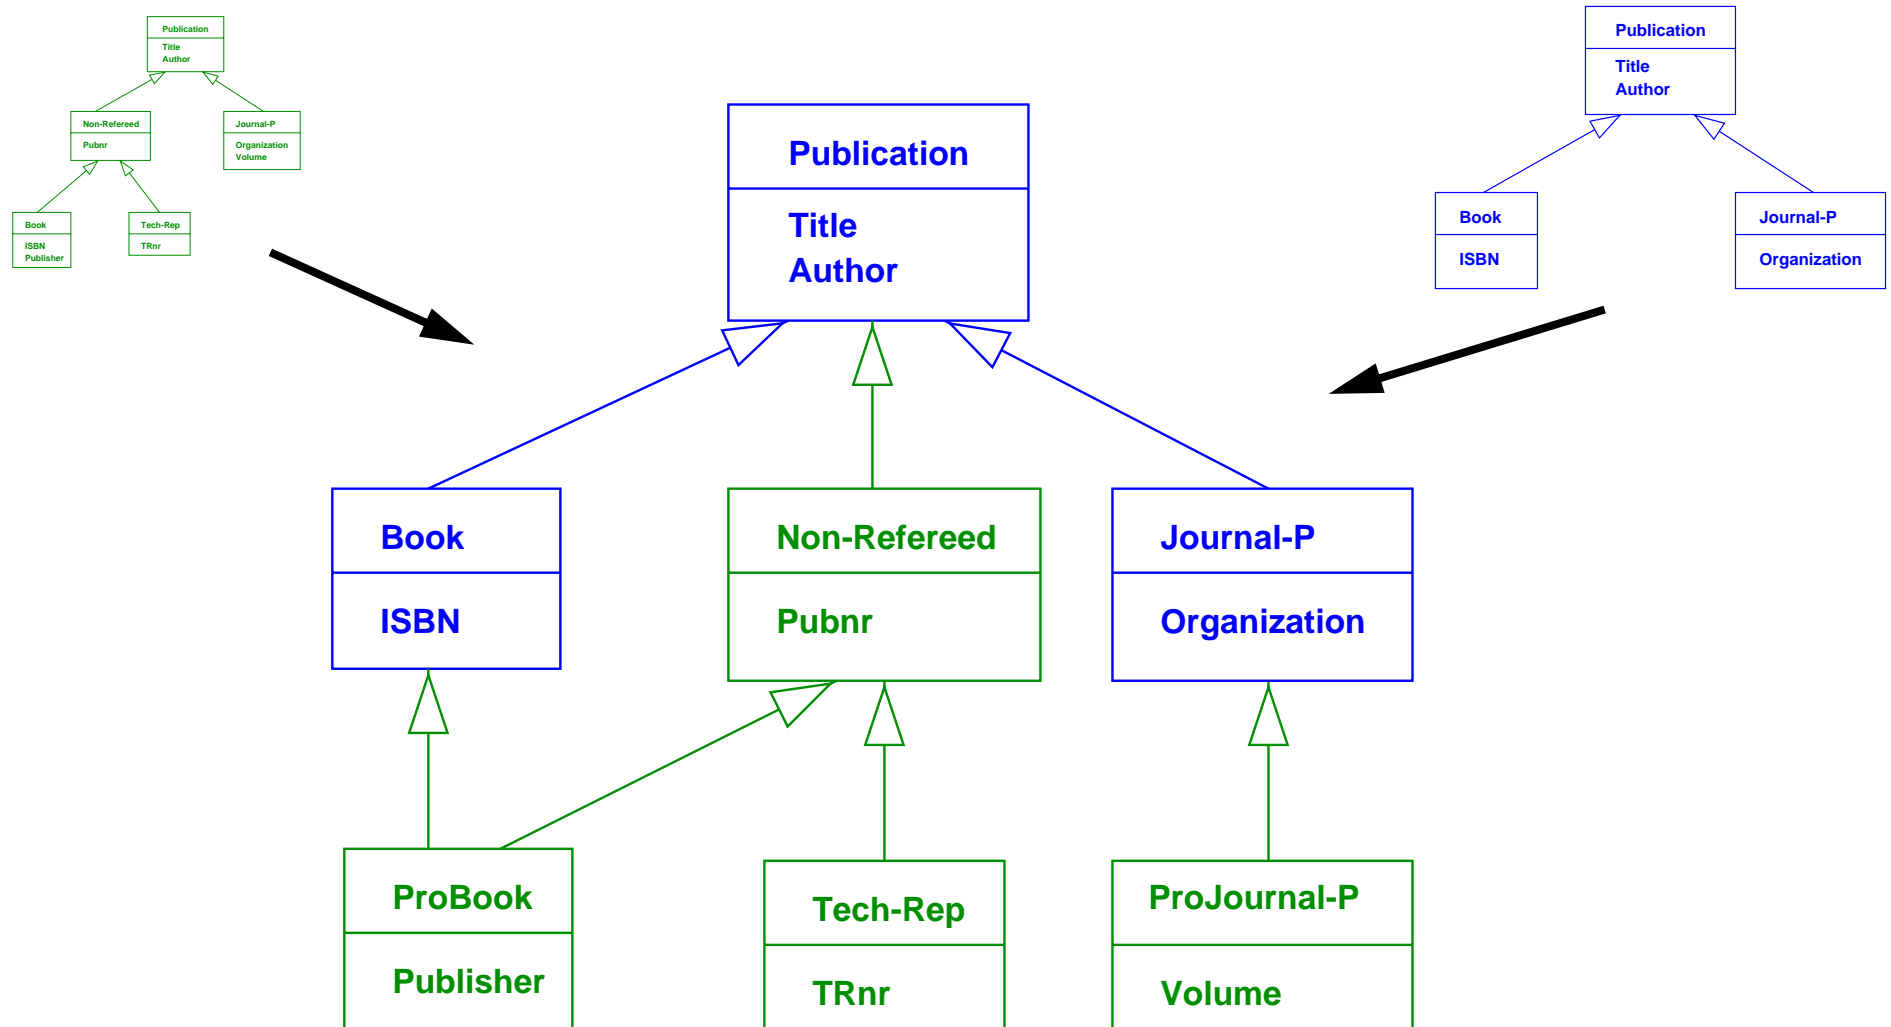 Publication
Title
Author
Non-Refereed
Pubnr
Journal-P
Organization
Volume
Book
ISBN
Publisher
Tech-Rep
TRnr
Publication
Title
Author
Book
ISBN
Journal-P
Organization
Publication
Title
Author
Book
ISBN
Non-Refereed
Pubnr
Journal-P
Organization
ProBook
Publisher
Tech-Rep
TRnr
ProJournal-P
Volume